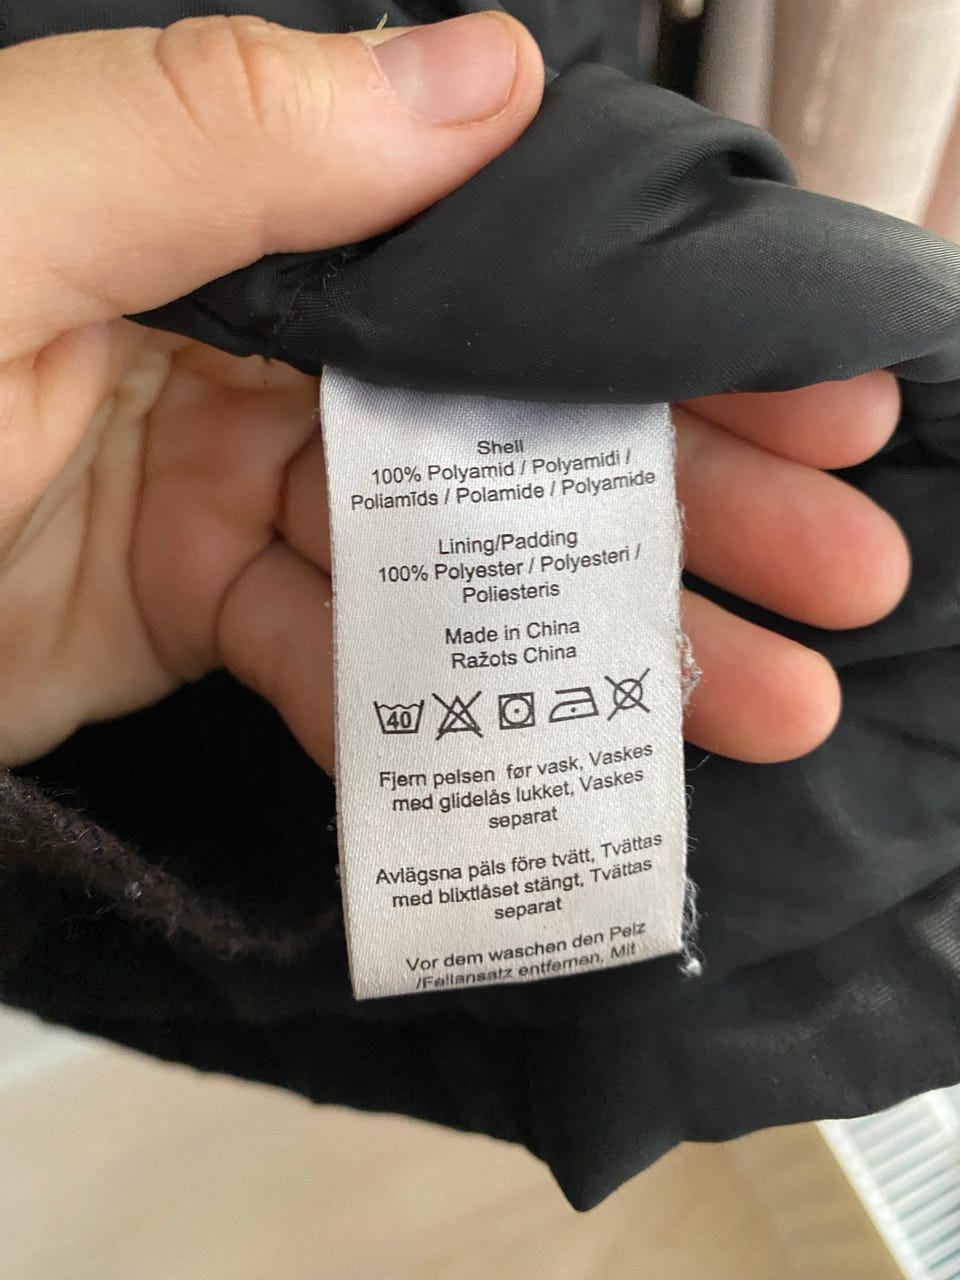 Shell
100% Polyamid / Polyamidi /
Poliamīds / Polamide / Polyamide
Lining/Padding
100% Polyester / Polyesteri /
Poliesteris
Made in China
Ražots China
40
Fjern pelsen før vask, Vaskes
med glidelås lukket, Vaskes
separat
Avlägsna päls före tvätt, Tvättas
med blixtlåset stängt, Tvättas
separat
Vor dem waschen den Pelz
/Fellansatz entfernen, Mit